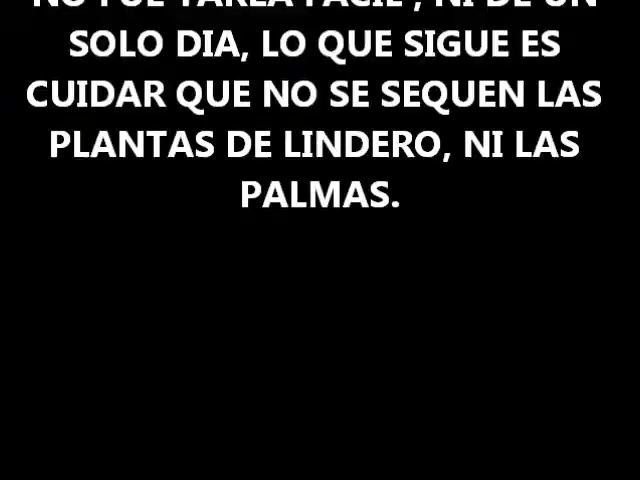 NO FUE TAREA FACIL , NI DE UN
SOLO DIA, LO QUE SIGUE ES
CUIDAR QUE NO SE SEQUEN LAS
PLANTAS DE LINDERO, NI LAS
PALMAS.